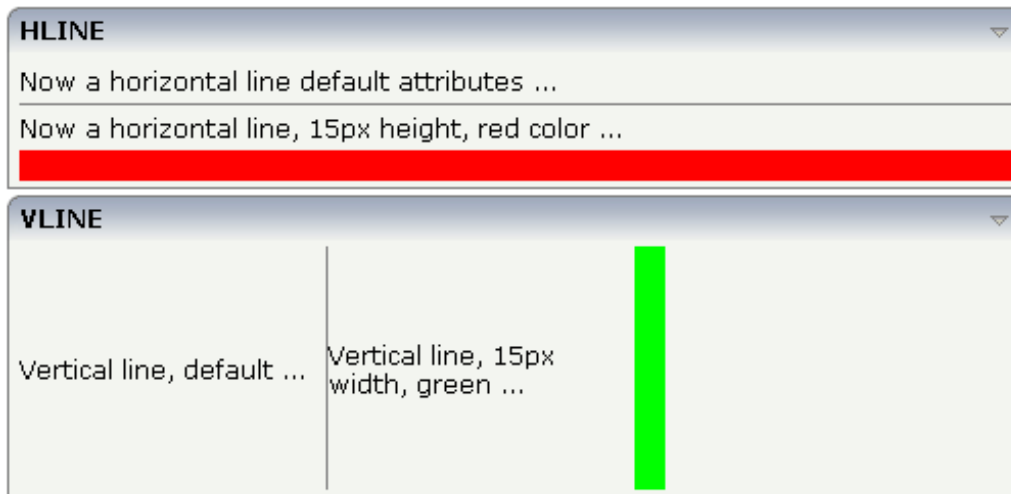 HLINE
Now a horizontal line default attributes ...
Now a horizontal line, 15px height, red color ...
VLINE
Vertical line, default ...
Vertical line, 15px
width, green ...